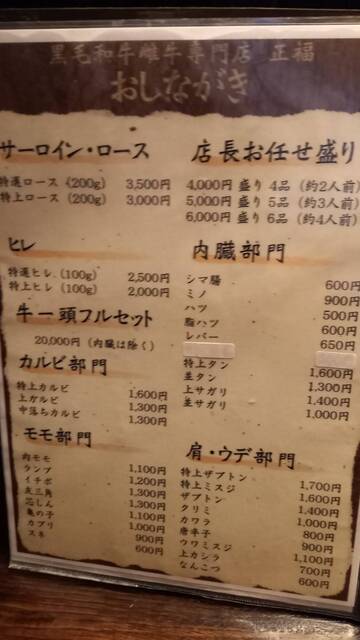 黒毛和牛雌牛専門店 正福
おしながき
サーロイン・ロース
特選ロース (200g) 3,500円
特上ロース (200g) 3,000円
ヒレ
特選ヒレ (100g) 2,500円
特上ヒレ (100g) 2,000円
牛一頭フルセット
20,000円 (内臓は除く)
カルビ部門
特上カルビ 1,600円
上カルビ 1,300円
中落ちカルビ 1,300円
モモ部門
肉モモ 1,100円
ランプ 1,200円
イチボ 1,300円
友三角 1,300円
芯しん 1,100円
亀の子 1,000円
カブリ 900円
スネ 600円
店長お任せ盛り
4,000円 盛り 4品 (約2人前)
5,000円 盛り 5品 (約3人前)
6,000円 盛り 6品 (約4人前)
内臓部門
シマ腸 600円
ミノ 900円
ハツ 500円
脂ハツ 600円
レバー 650円
特上タン
並タン 1,600円
上サガリ 1,300円
並サガリ 1,400円
1,000円
肩・ウデ部門
特上ザブトン 1,700円
特上ミスジ 1,600円
ザブトン 1,400円
クリミ 1,000円
カワラ 800円
唐辛子 900円
ウワミスジ 1,100円
上カシラ 700円
なんこつ 600円